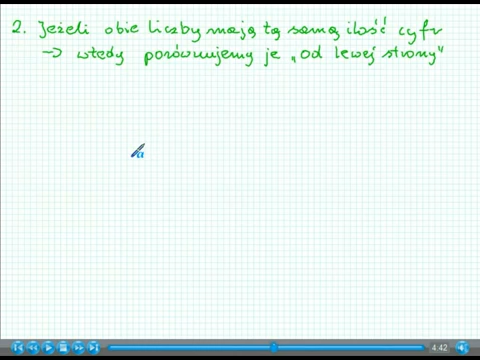 2. Jeżeli obie liczby mają tą samą ilość cyfr
→ wtedy porównujemy je „od lewej strony"
4:42